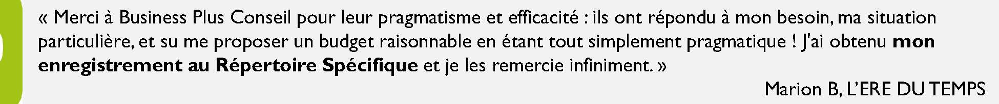 « Merci à Business Plus Conseil pour leur pragmatisme et efficacité : ils ont répondu à mon besoin, ma situation
particulière, et su me proposer un budget raisonnable en étant tout simplement pragmatique ! J'ai obtenu mon
enregistrement au Répertoire Spécifique et je les remercie infiniment. »
Marion B, L’ERE DU TEMPS